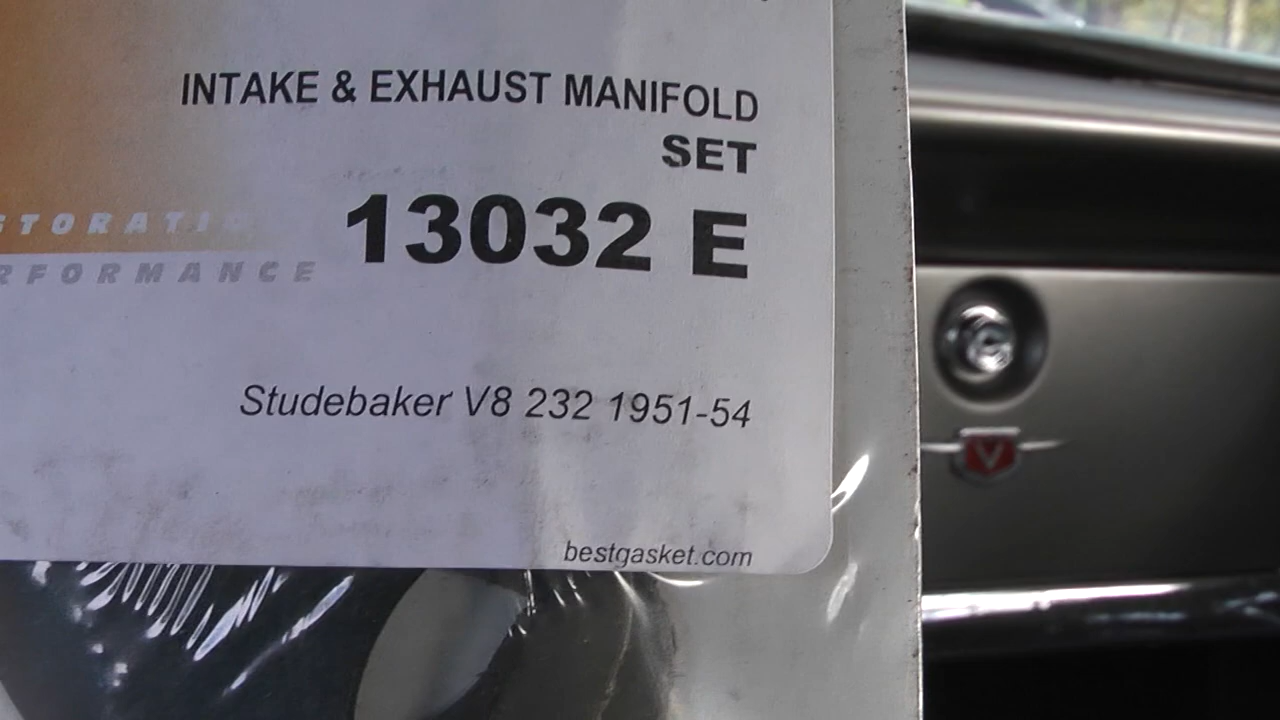 INTAKE & EXHAUST MANIFOLD
SET
13032 E
STORATI
RFORMANCE
Studebaker V8 232 1951-54
bestgasket.com
V